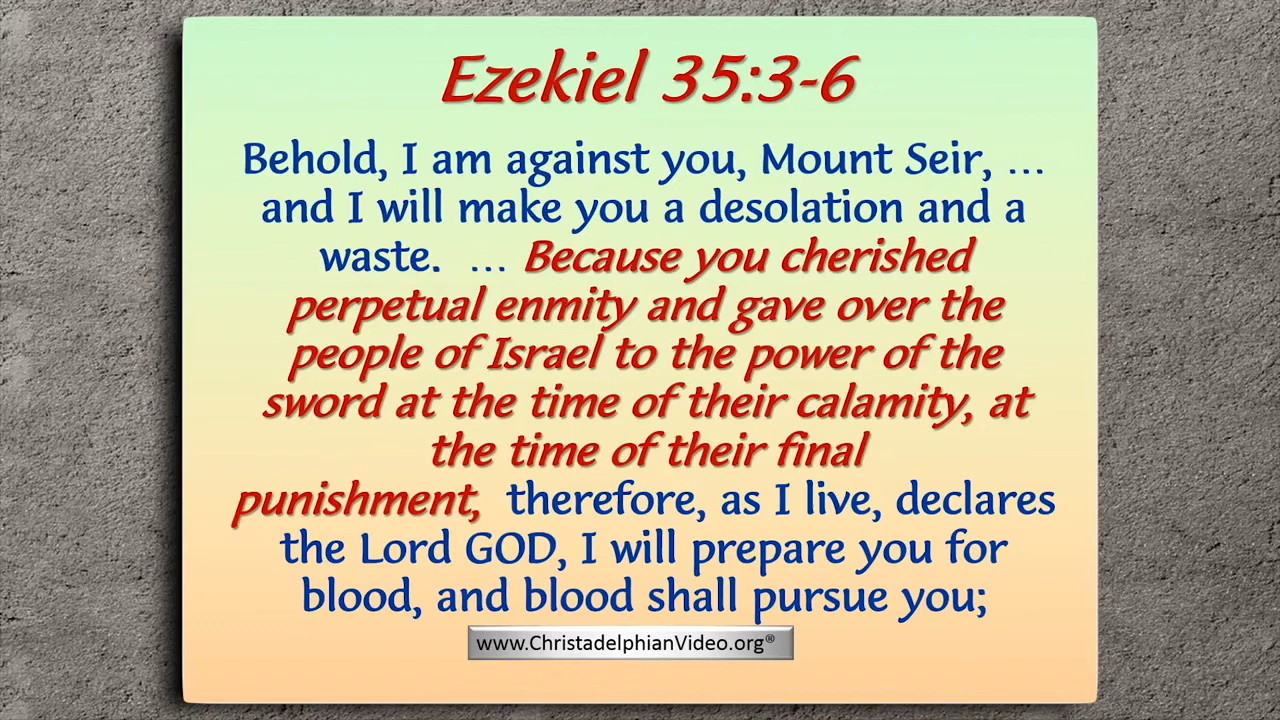 Ezekiel 35:3-6
Behold, I am against you, Mount Seir, …
and I will make you a desolation and a
waste.  … Because you cherished
perpetual enmity and gave over the
people of Israel to the power of the
sword at the time of their calamity, at
the time of their final
punishment,  therefore, as I live, declares
the Lord GOD, I will prepare you for
blood, and blood shall pursue you;
www.ChristadelphianVideo.org®